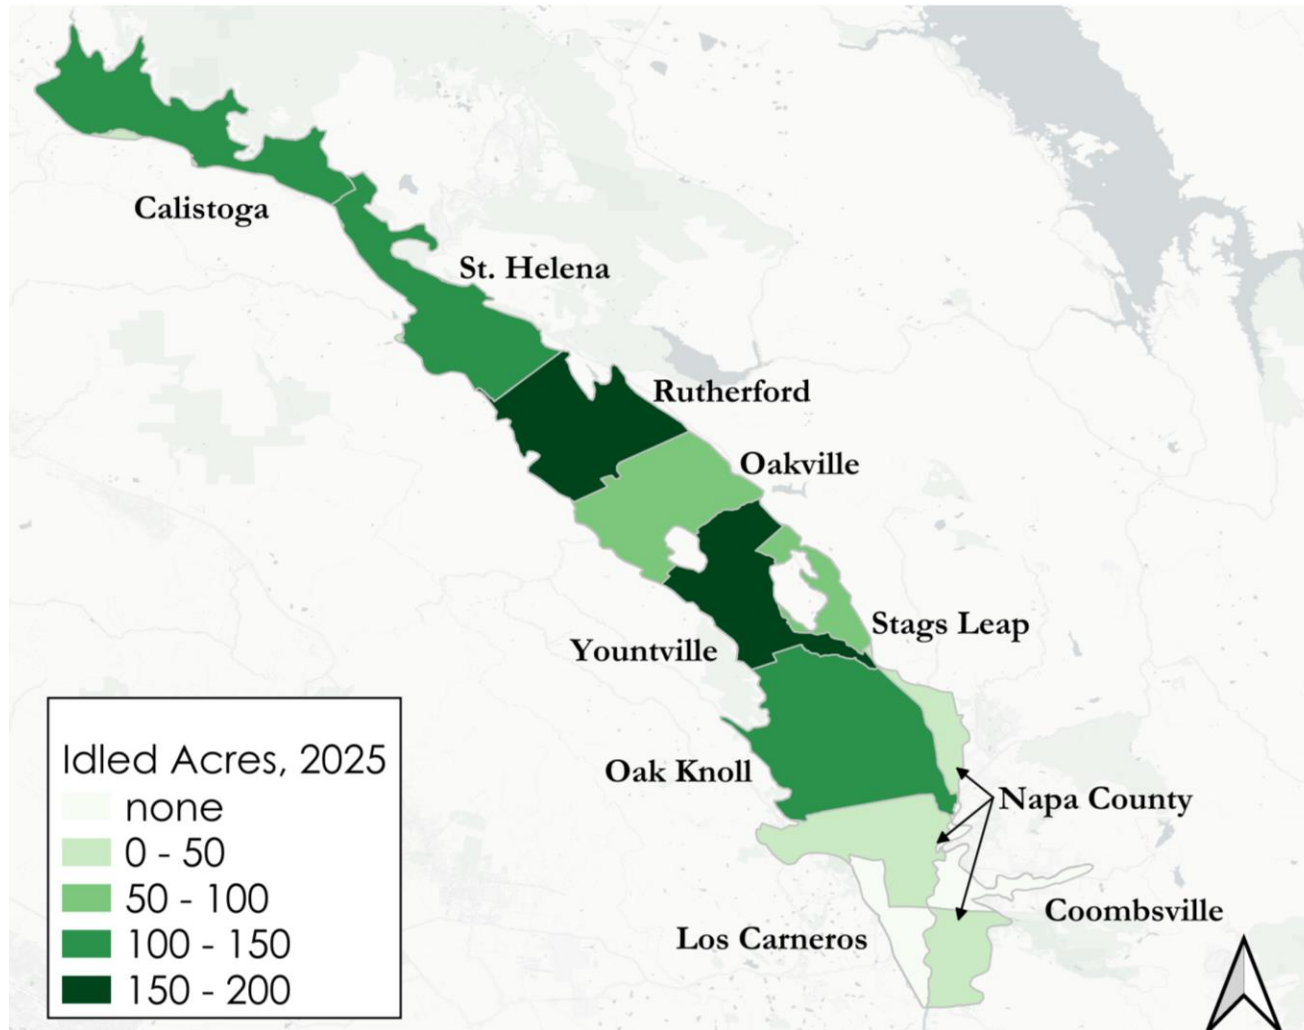 Calistoga
St. Helena
Rutherford
Oakville
Stags Leap
Yountville
Oak Knoll
Napa County
Coombsville
Los Carneros
Idled Acres, 2025
none
0 - 50
50 - 100
100 - 150
150 - 200